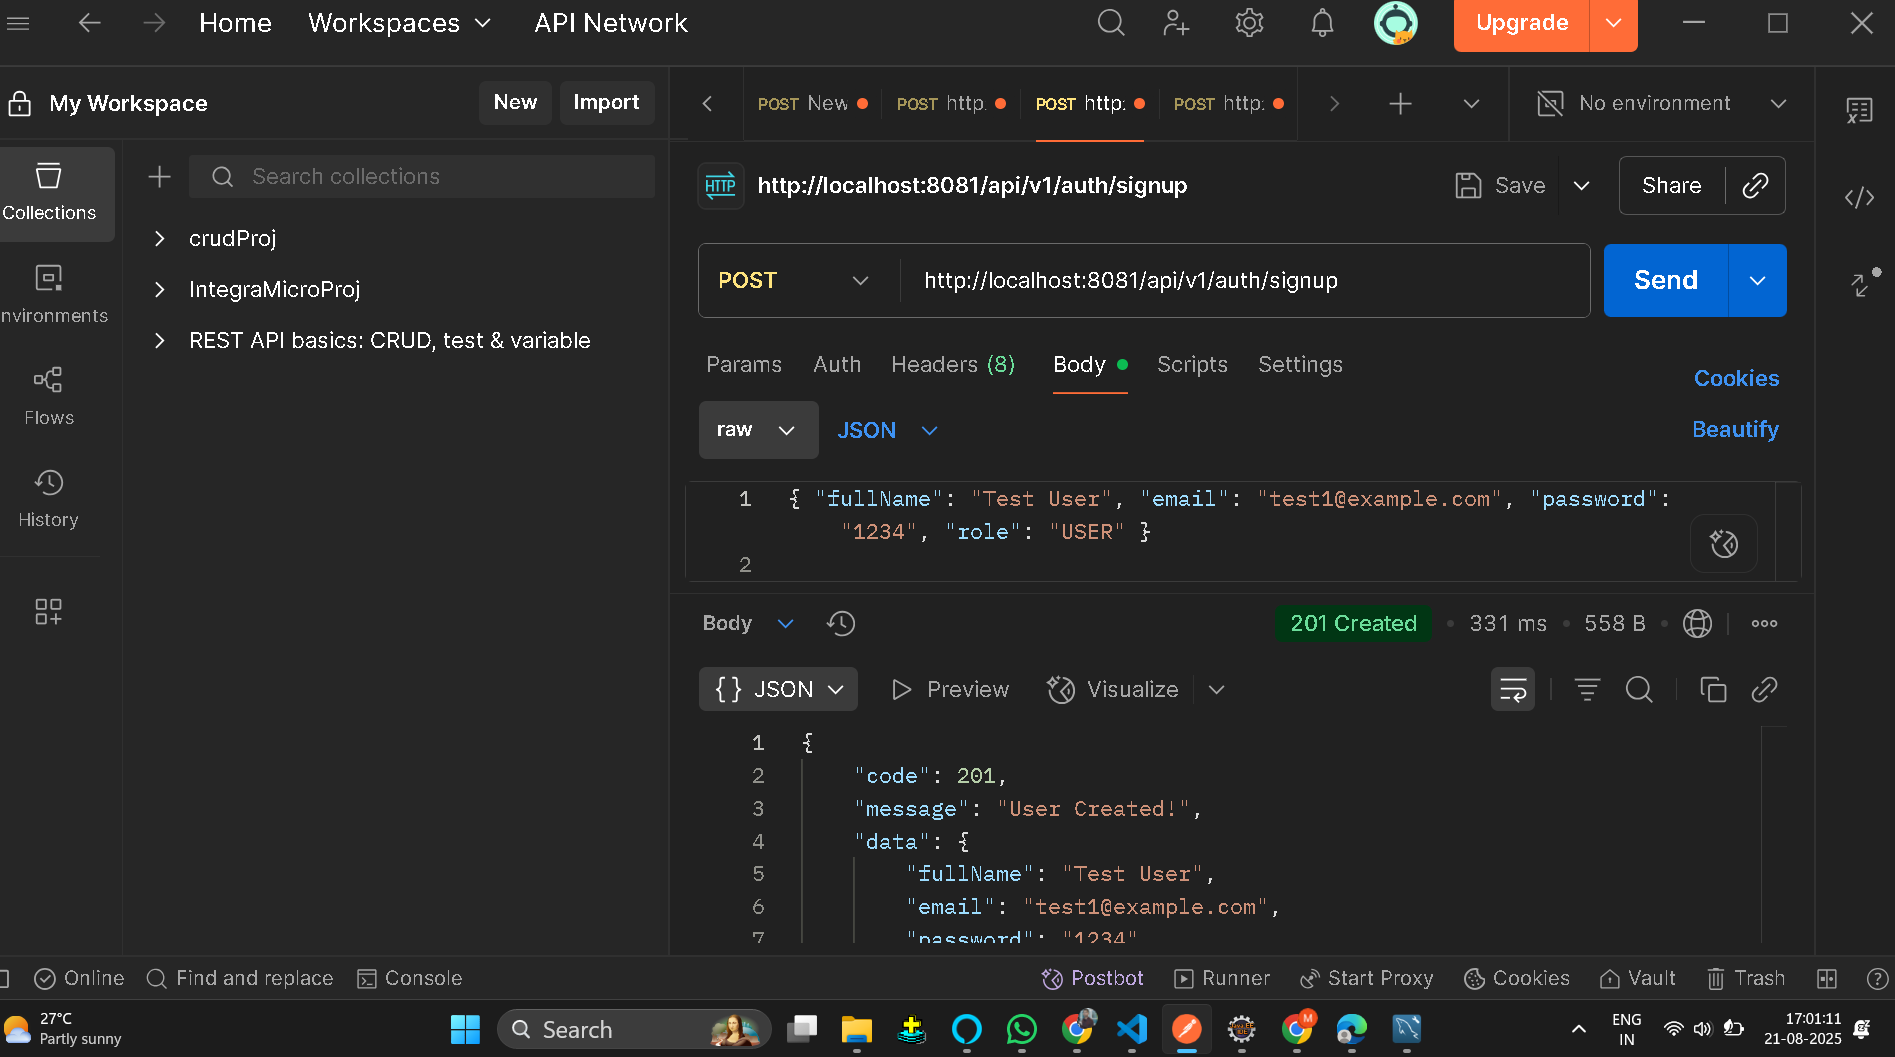 Home Workspaces API Network Upgrade
My Workspace New Import POST New POST http. POST http: POST http: No environment
Collections
Search collections
crudProj
IntegraMicroProj
REST API basics: CRUD, test & variable
nvironments
Flows
History
HTTP http://localhost:8081/api/v1/auth/signup Save Share
POST http://localhost:8081/api/v1/auth/signup Send
Params Auth Headers (8) Body Scripts Settings Cookies
raw JSON Beautify
1 { "fullName": "Test User", "email": "test1@example.com", "password":
"1234", "role": "USER" }
2
Body 201 Created 331 ms 558 B
{} JSON Preview Visualize
1 {
2 "code": 201,
3 "message": "User Created!",
4 "data": {
5 "fullName": "Test User",
6 "email": "test1@example.com",
7 "password": "1234"
Online Find and replace Console Postbot Runner Start Proxy Cookies Vault Trash
27°C
Partly sunny
Search
M
ENG
IN
17:01:11
21-08-2025